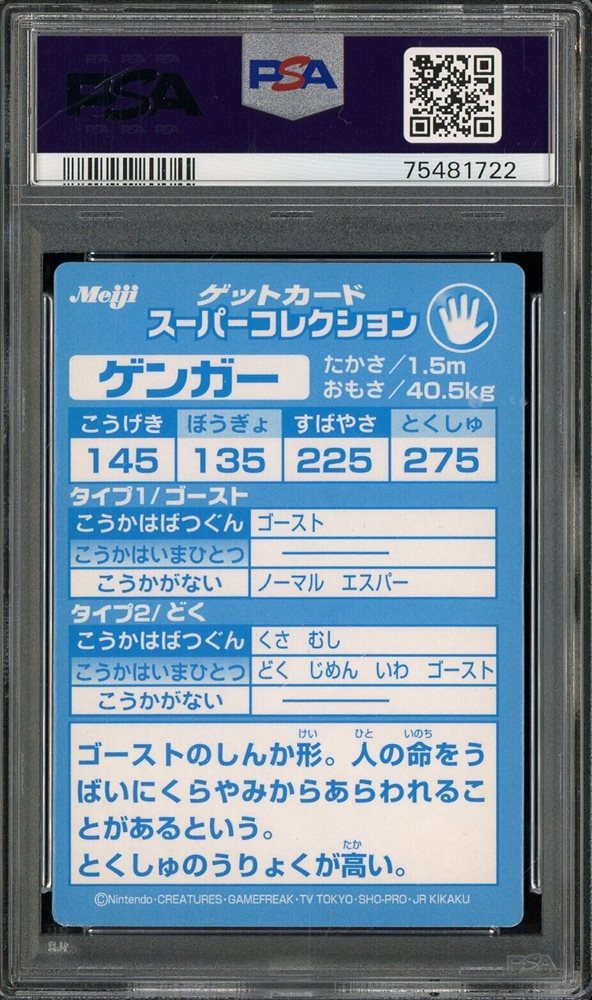 PSA
PSA
75481722
Meiji
ゲットカード
スーパーコレクション
ゲンガー
たかさ/1.5m
おもさ/40.5kg
こうげき ぼうぎょ すばやさ とくしゅ
145 135 225 275
タイプ1/ゴースト
こうかはばつぐん ゴースト
こうかはいまひとつ ―
こうかがない ノーマル エスパー
タイプ2/どく
こうかはばつぐん くさ むし
こうかはいまひとつ どく じめん いわ ゴースト
こうかがない ―
けい ひと いのち
ゴーストのしんか形。人の命をう
ばいにくらやみからあらわれるこ
とがあるという。
たか
とくしゅのうりょくが高い。
©Nintendo・CREATURES・GAMEFREAK・TV TOKYO・SHO-PRO・JR KIKAKU
PSA